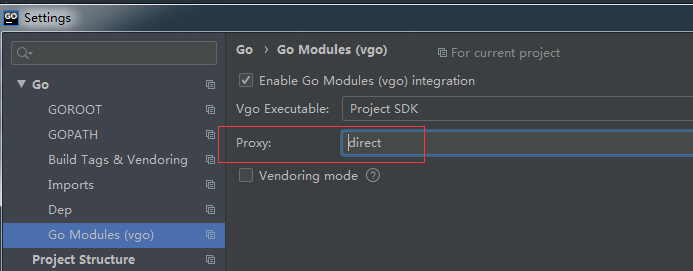 GO Settings
Go
GOROOT
GOPATH
Build Tags & Vendoring
Imports
Dep
Go Modules (vgo)
Project Structure
Go › Go Modules (vgo) For current project
Enable Go Modules (vgo) integration
Vgo Executable: Project SDK
Proxy: direct
Vendoring mode ?